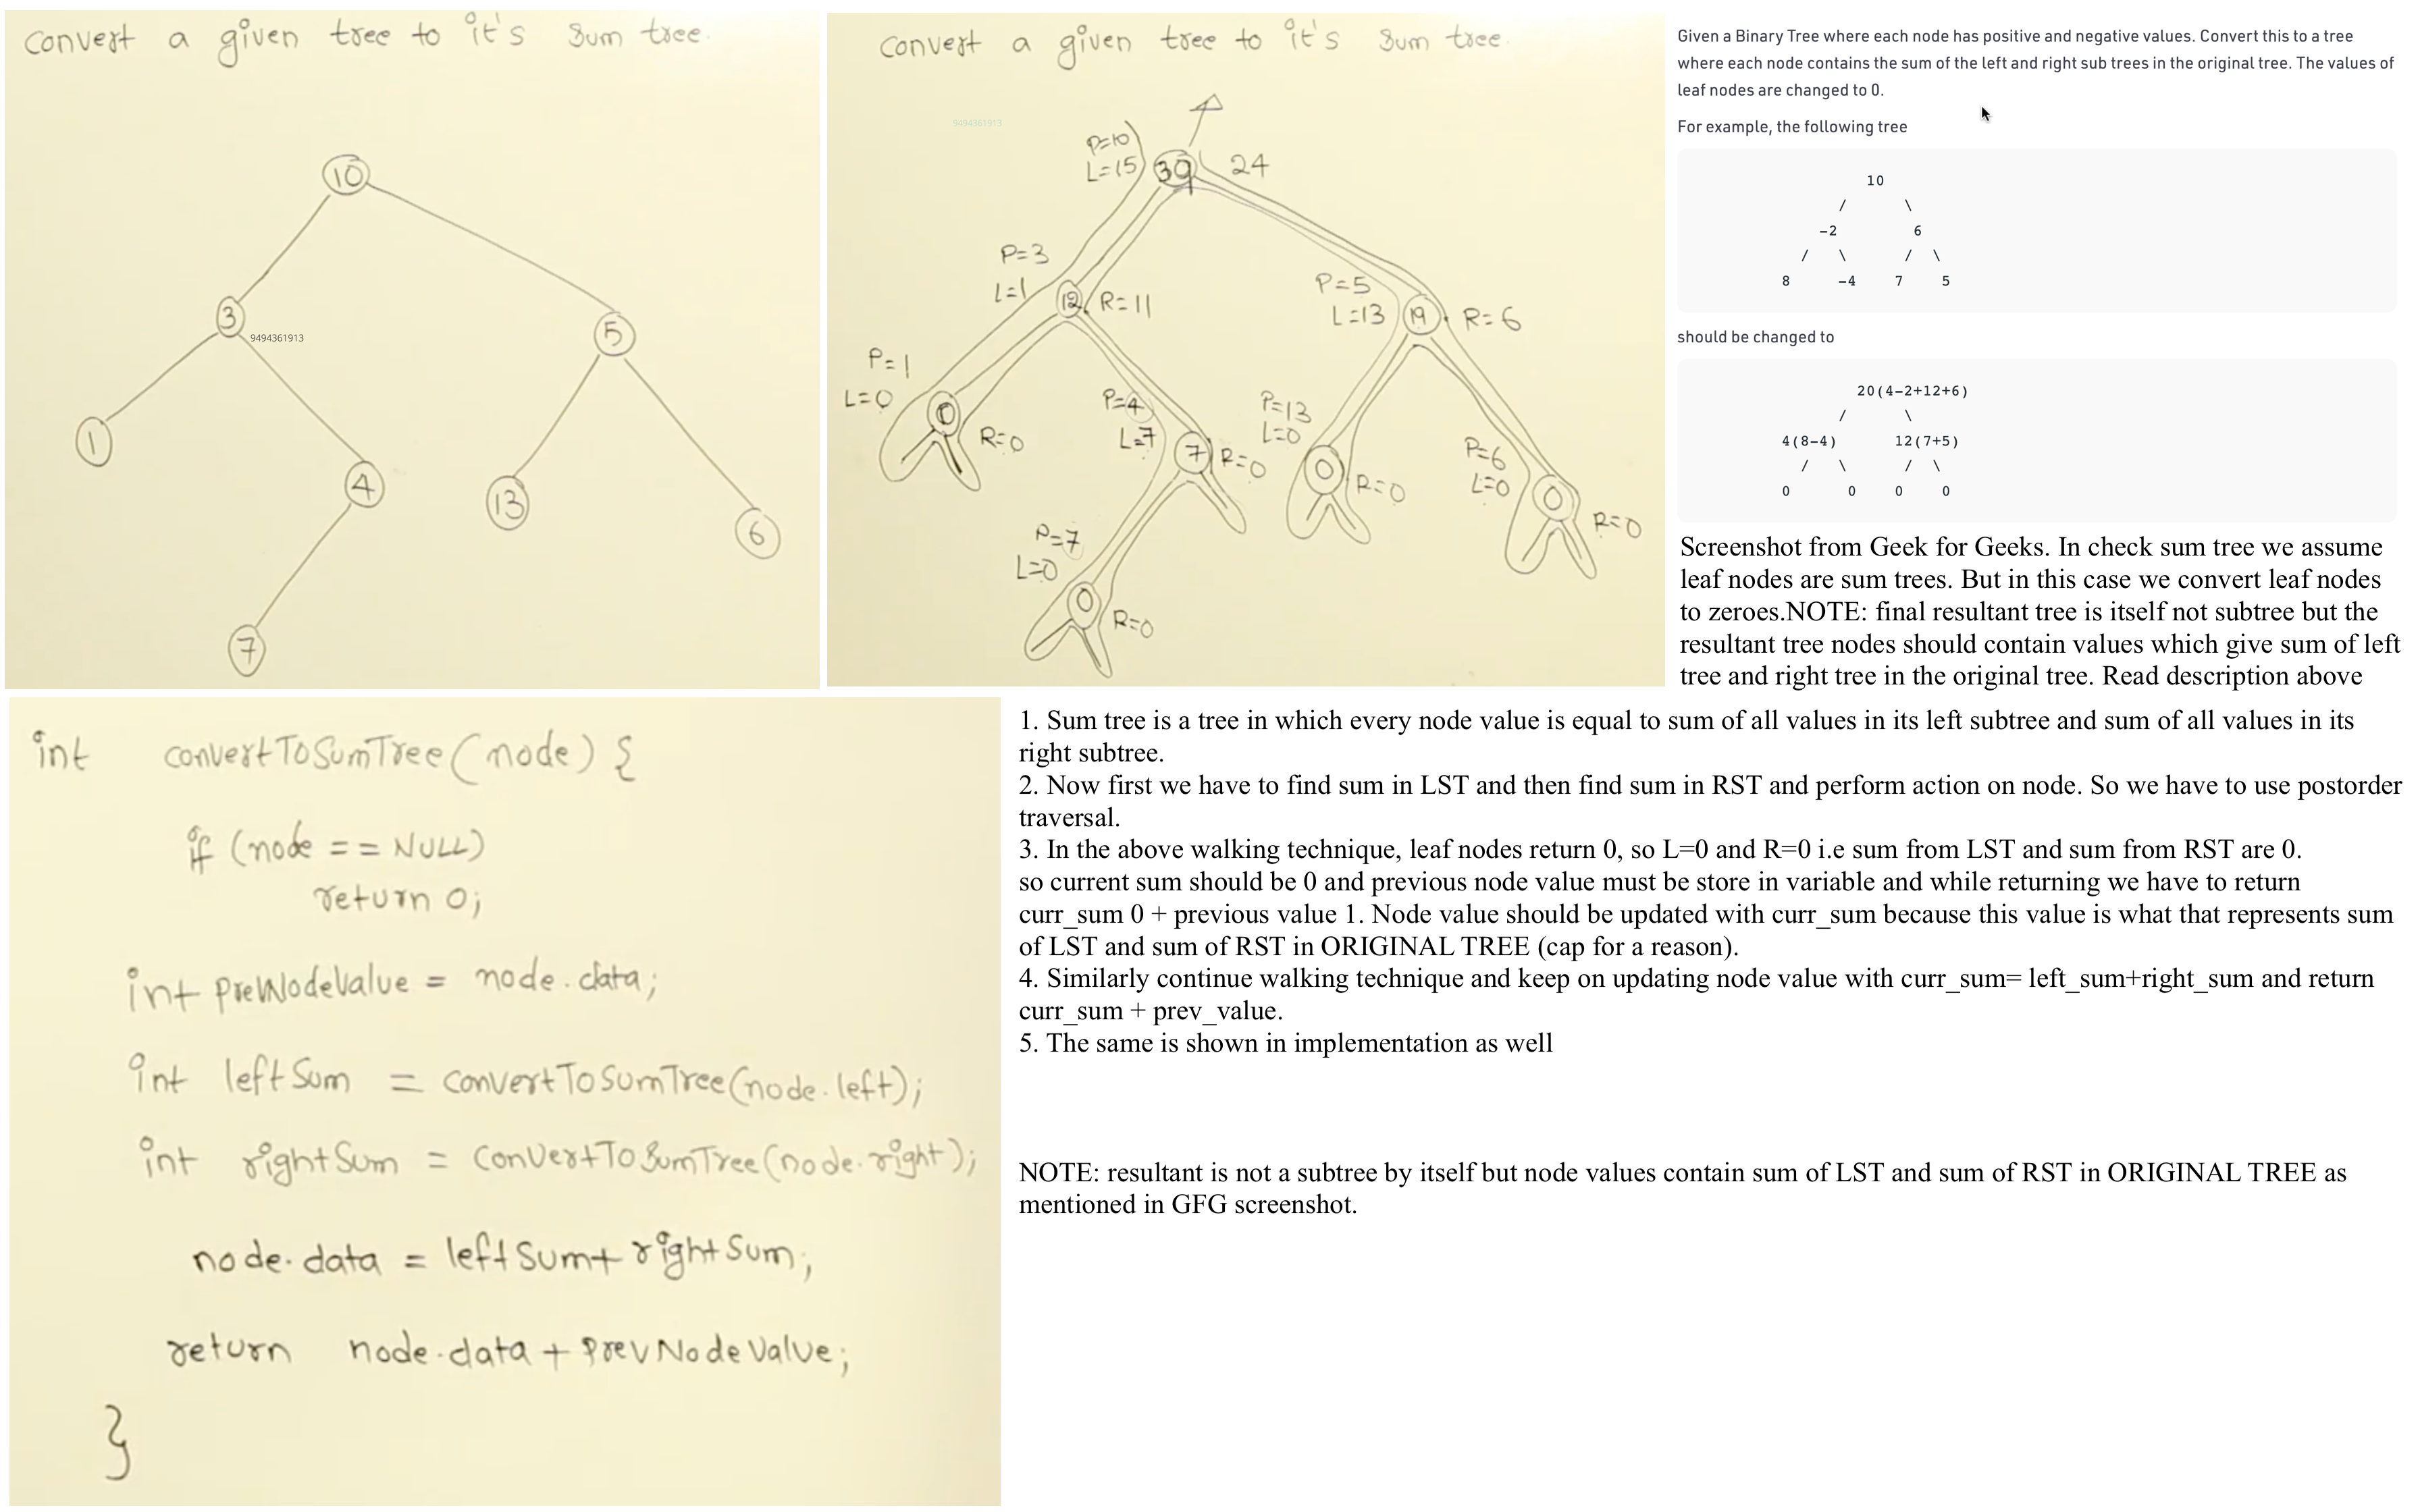 convert a given tree to it's sum tree.
10
3
5
9494361913
1
4
13
6
7
convert a given tree to it's sum tree.
9494361913
P=10
L=15
39
24
P=3
L=1
12
R=11
P=5
L=13
19
R=6
P=1
L=0
0
R=0
P=4
L=7
7
R=0
P=13
L=0
0
R=0
P=6
L=0
0
R=0
P=7
L=0
0
R=0
Given a Binary Tree where each node has positive and negative values. Convert this to a tree
where each node contains the sum of the left and right sub trees in the original tree. The values of
leaf nodes are changed to 0.
For example, the following tree
10
/ \
-2 6
/ \ / \
8 -4 7 5
should be changed to
20(4-2+12+6)
/ \
4(8-4) 12(7+5)
/ \ / \
0 0 0 0
Screenshot from Geek for Geeks. In check sum tree we assume
leaf nodes are sum trees. But in this case we convert leaf nodes
to zeroes.NOTE: final resultant tree is itself not subtree but the
resultant tree nodes should contain values which give sum of left
tree and right tree in the original tree. Read description above
int convertToSumTree(node) {
if (node == NULL)
return 0;
int preNodeValue = node.data;
int leftSum = convertToSumTree(node.left);
int rightSum = convertToSumTree(node.right);
node.data = leftSum+rightSum;
return node.data + prevNodeValue;
}
1. Sum tree is a tree in which every node value is equal to sum of all values in its left subtree and sum of all values in its
right subtree.
2. Now first we have to find sum in LST and then find sum in RST and perform action on node. So we have to use postorder
traversal.
3. In the above walking technique, leaf nodes return 0, so L=0 and R=0 i.e sum from LST and sum from RST are 0.
so current sum should be 0 and previous node value must be store in variable and while returning we have to return
curr_sum 0 + previous value 1. Node value should be updated with curr_sum because this value is what that represents sum
of LST and sum of RST in ORIGINAL TREE (cap for a reason).
4. Similarly continue walking technique and keep on updating node value with curr_sum= left_sum+right_sum and return
curr_sum + prev_value.
5. The same is shown in implementation as well
NOTE: resultant is not a subtree by itself but node values contain sum of LST and sum of RST in ORIGINAL TREE as
mentioned in GFG screenshot.